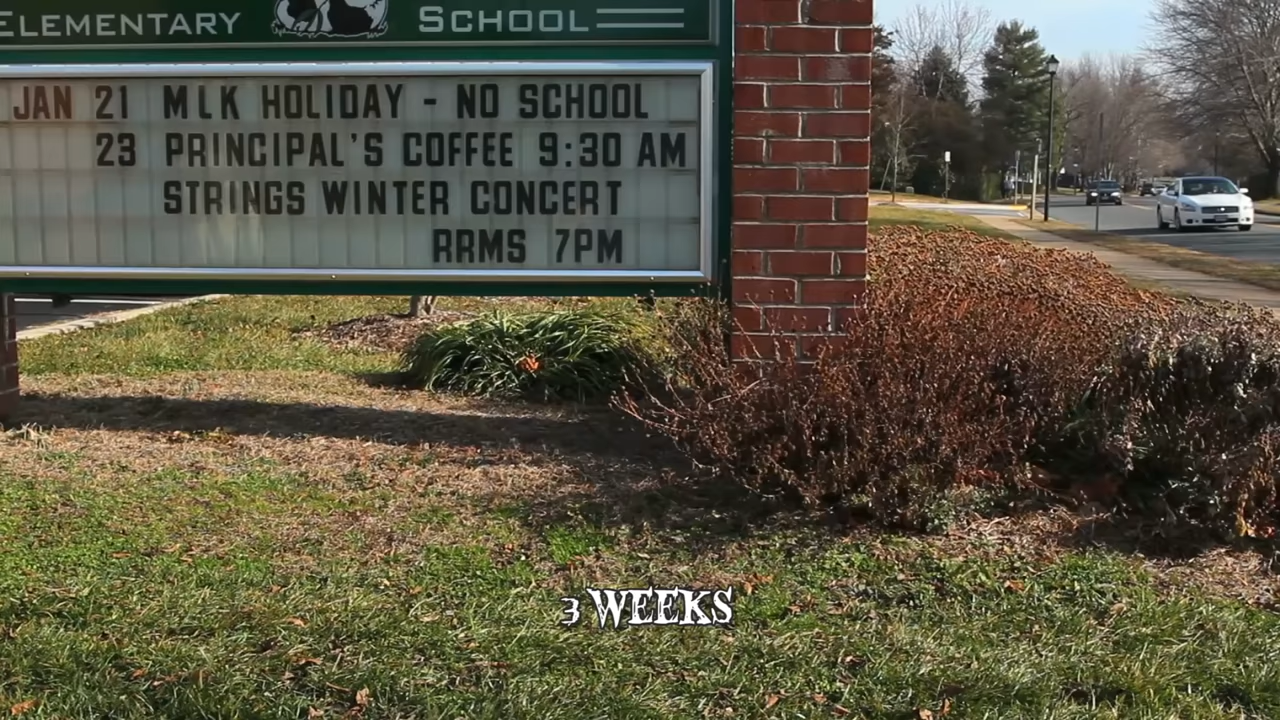 ELEMENTARY SCHOOL
JAN 21 MLK HOLIDAY - NO SCHOOL
23 PRINCIPAL'S COFFEE 9:30 AM
STRINGS WINTER CONCERT
RRMS 7PM
3 WEEKS